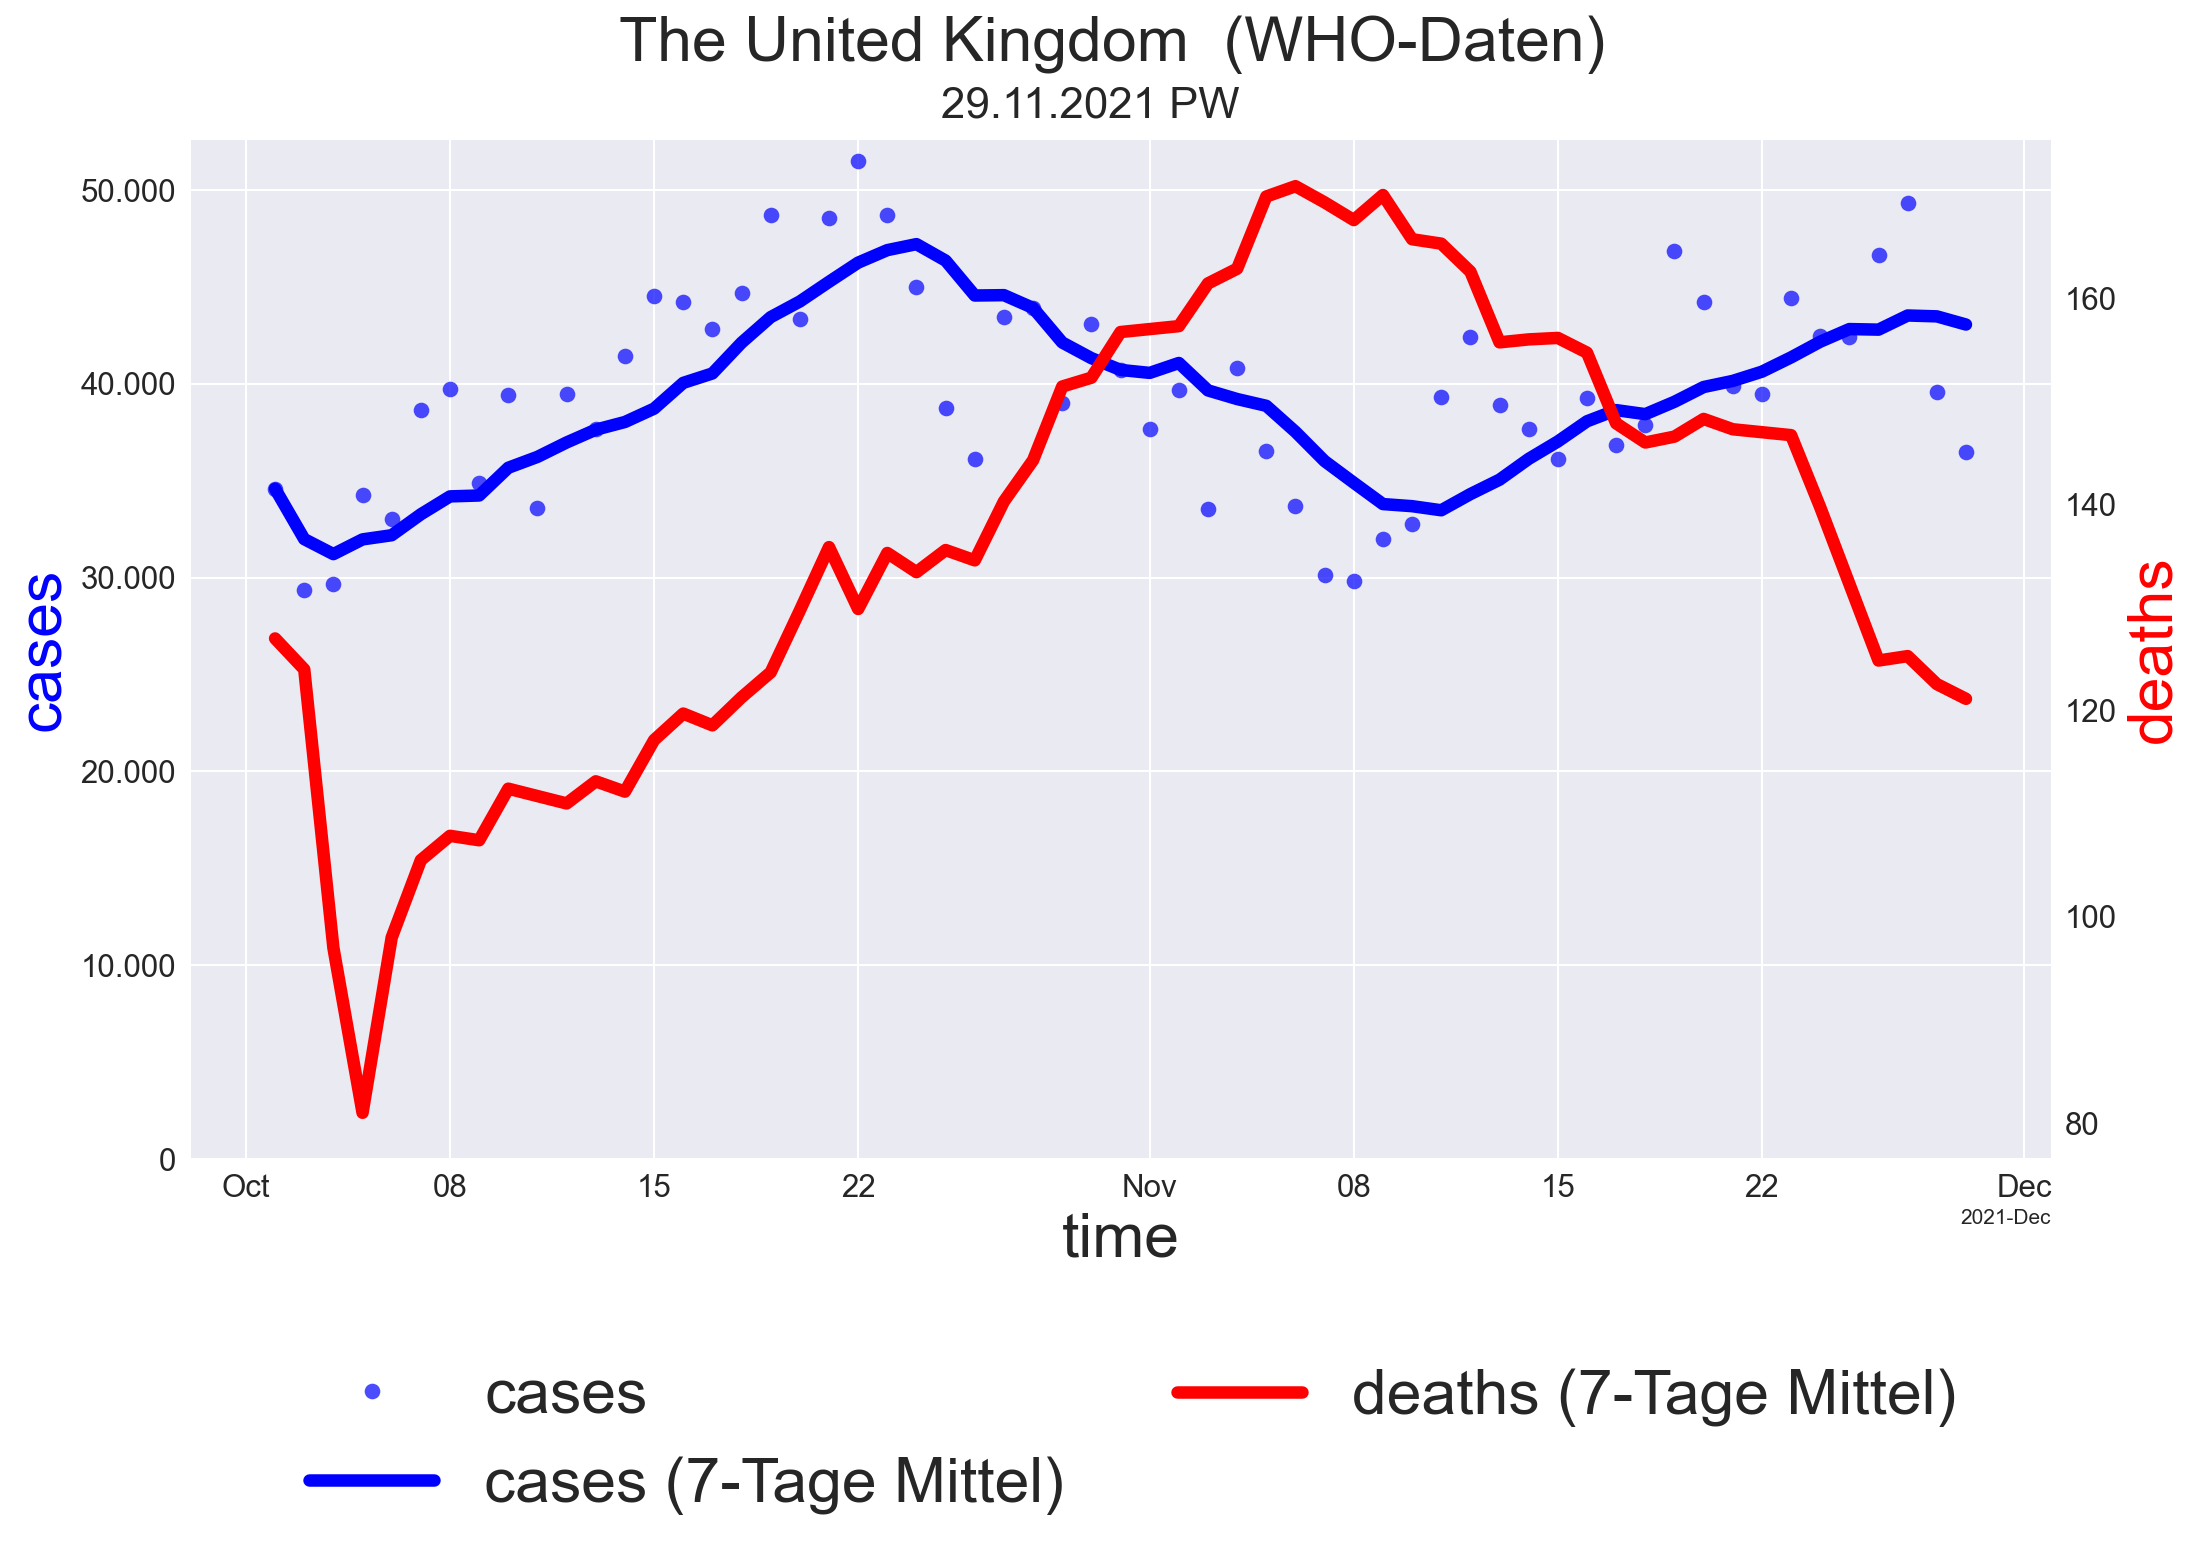 The United Kingdom  (WHO-Daten)
29.11.2021 PW
50.000
40.000
30.000
20.000
10.000
0
cases
160
140
120
100
80
deaths
Oct 08 15 22 Nov 08 15 22 Dec
2021-Dec
time
cases
cases (7-Tage Mittel)
deaths (7-Tage Mittel)